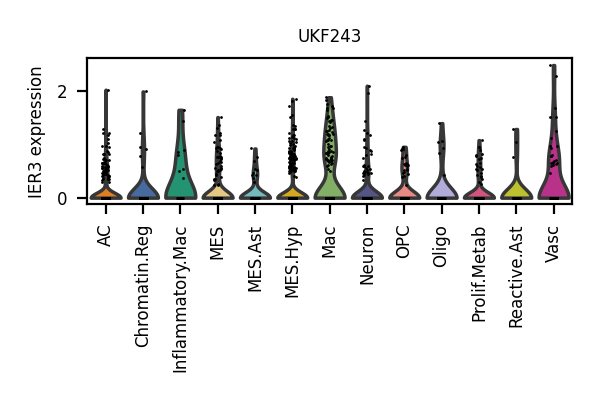 UKF243
IER3 expression
2
0
AC
Chromatin.Reg
Inflammatory.Mac
MES
MES.Ast
MES.Hyp
Mac
Neuron
OPC
Oligo
Prolif.Metab
Reactive.Ast
Vasc